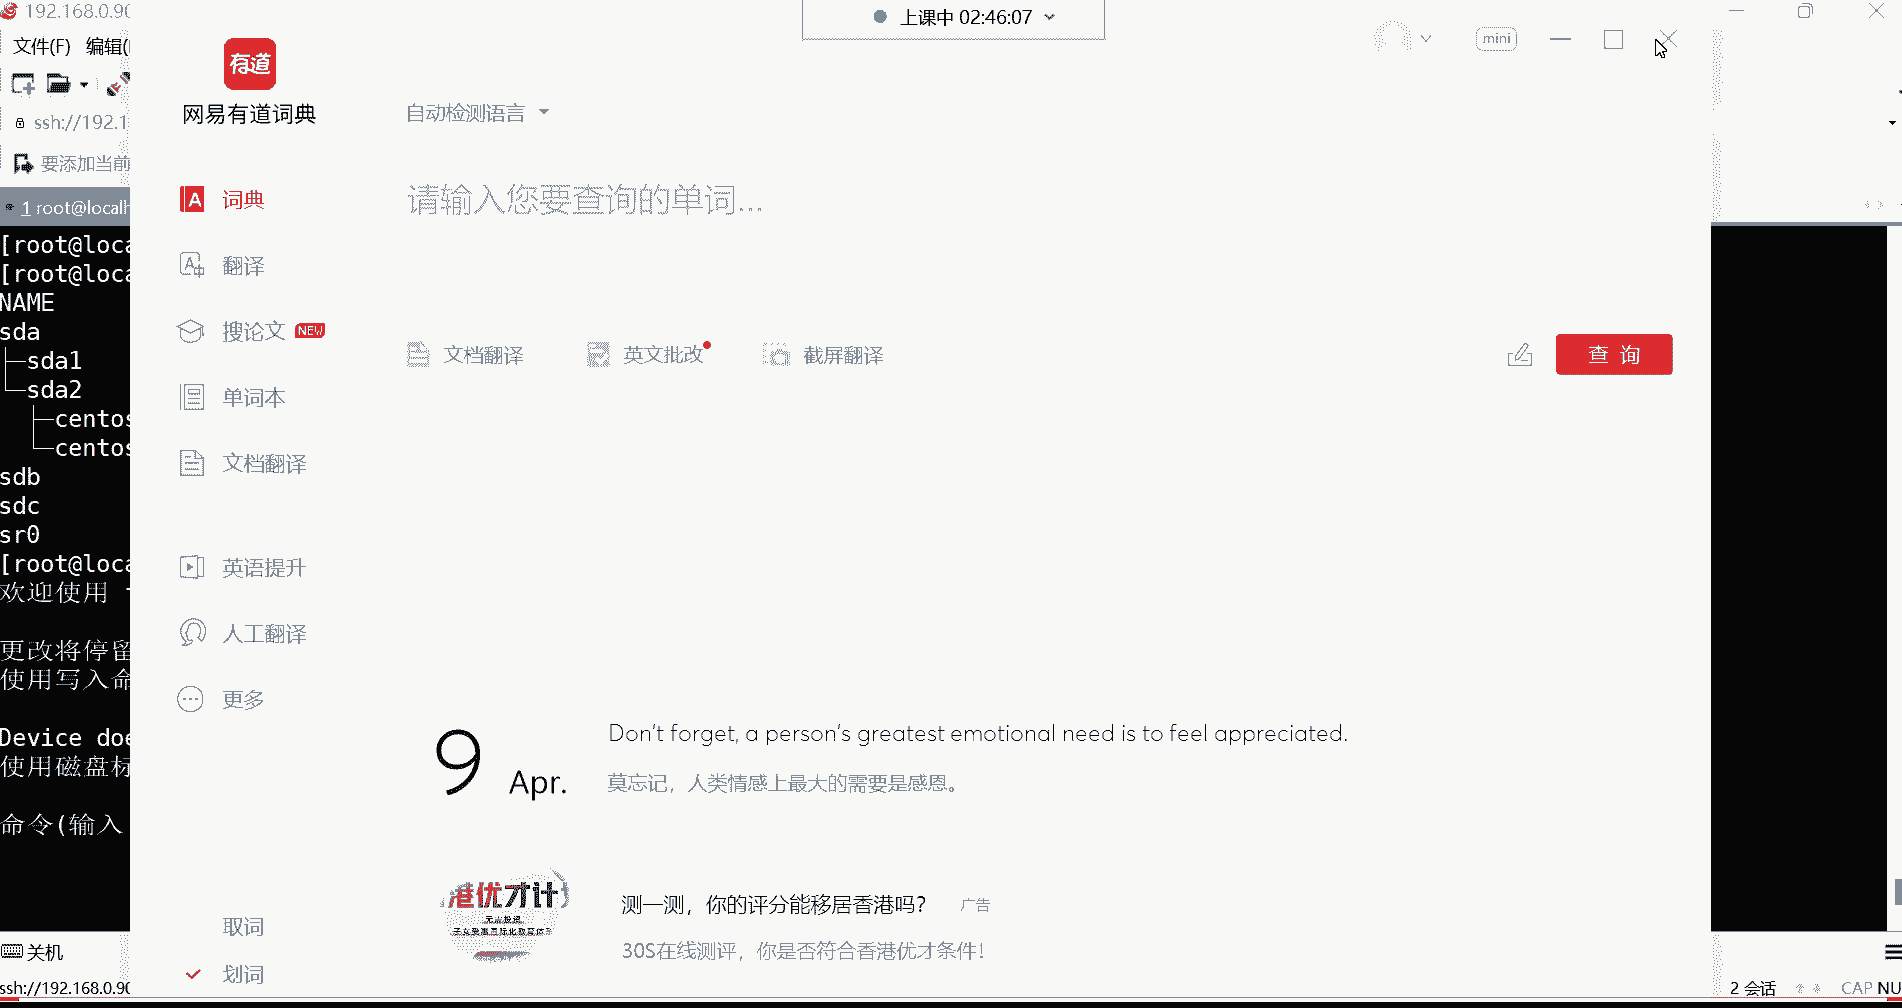 192.168.0.90
上课中 02:46:07
文件(F) 编辑(
mini
有道
网易有道词典
自动检测语言
ssh://192.1
要添加当前
词典
请输入您要查询的单词...
1 root@localh
翻译
搜论文 NEW
文档翻译
英文批改
截屏翻译
查 询
单词本
文档翻译
英语提升
人工翻译
更多
[root@loca
[root@loca
NAME
sda
sda1
sda2
centos
centos
sdb
sdc
sr0
[root@loca
欢迎使用
更改将停留
使用写入命
Device doe
使用磁盘标
命令(输入
9 Apr.
Don't forget, a person's greatest emotional need is to feel appreciated.
莫忘记，人类情感上最大的需要是感恩。
港优才计
测一测，你的评分能移居香港吗？ 广告
30S在线测评，你是否符合香港优才条件！
取词
划词
关机
ssh://192.168.0.90
2 会话
CAP NU